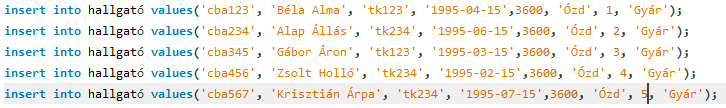 insert into hallgató values('cba123', 'Béla Alma', 'tk123', '1995-04-15',3600, 'Ózd', 1, 'Gyár');
insert into hallgató values('cba234', 'Alap Állás', 'tk234', '1995-06-15',3600, 'Ózd', 2, 'Gyár');
insert into hallgató values('cba345', 'Gábor Áron', 'tk123', '1995-03-15',3600, 'Ózd', 3, 'Gyár');
insert into hallgató values('cba456', 'Zsolt Holló', 'tk234', '1995-02-15',3600, 'Ózd', 4, 'Gyár');
insert into hallgató values('cba567', 'Krisztián Árpa', 'tk234', '1995-07-15',3600, 'Ózd', 5, 'Gyár');